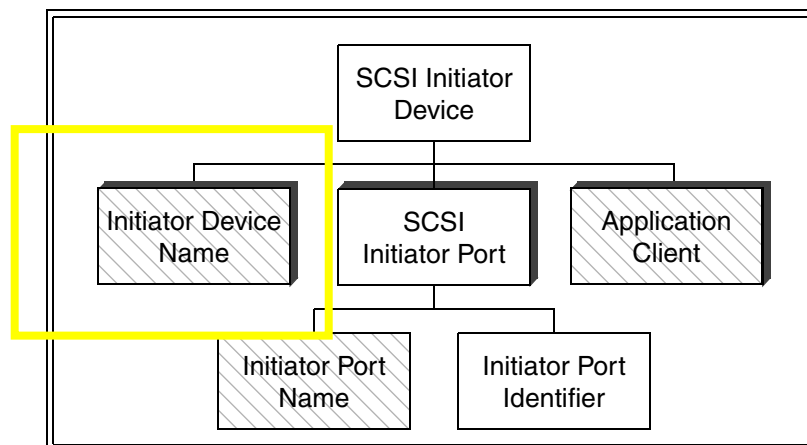 SCSI Initiator
Device
Initiator Device
Name
SCSI
Initiator Port
Application
Client
Initiator Port
Name
Initiator Port
Identifier